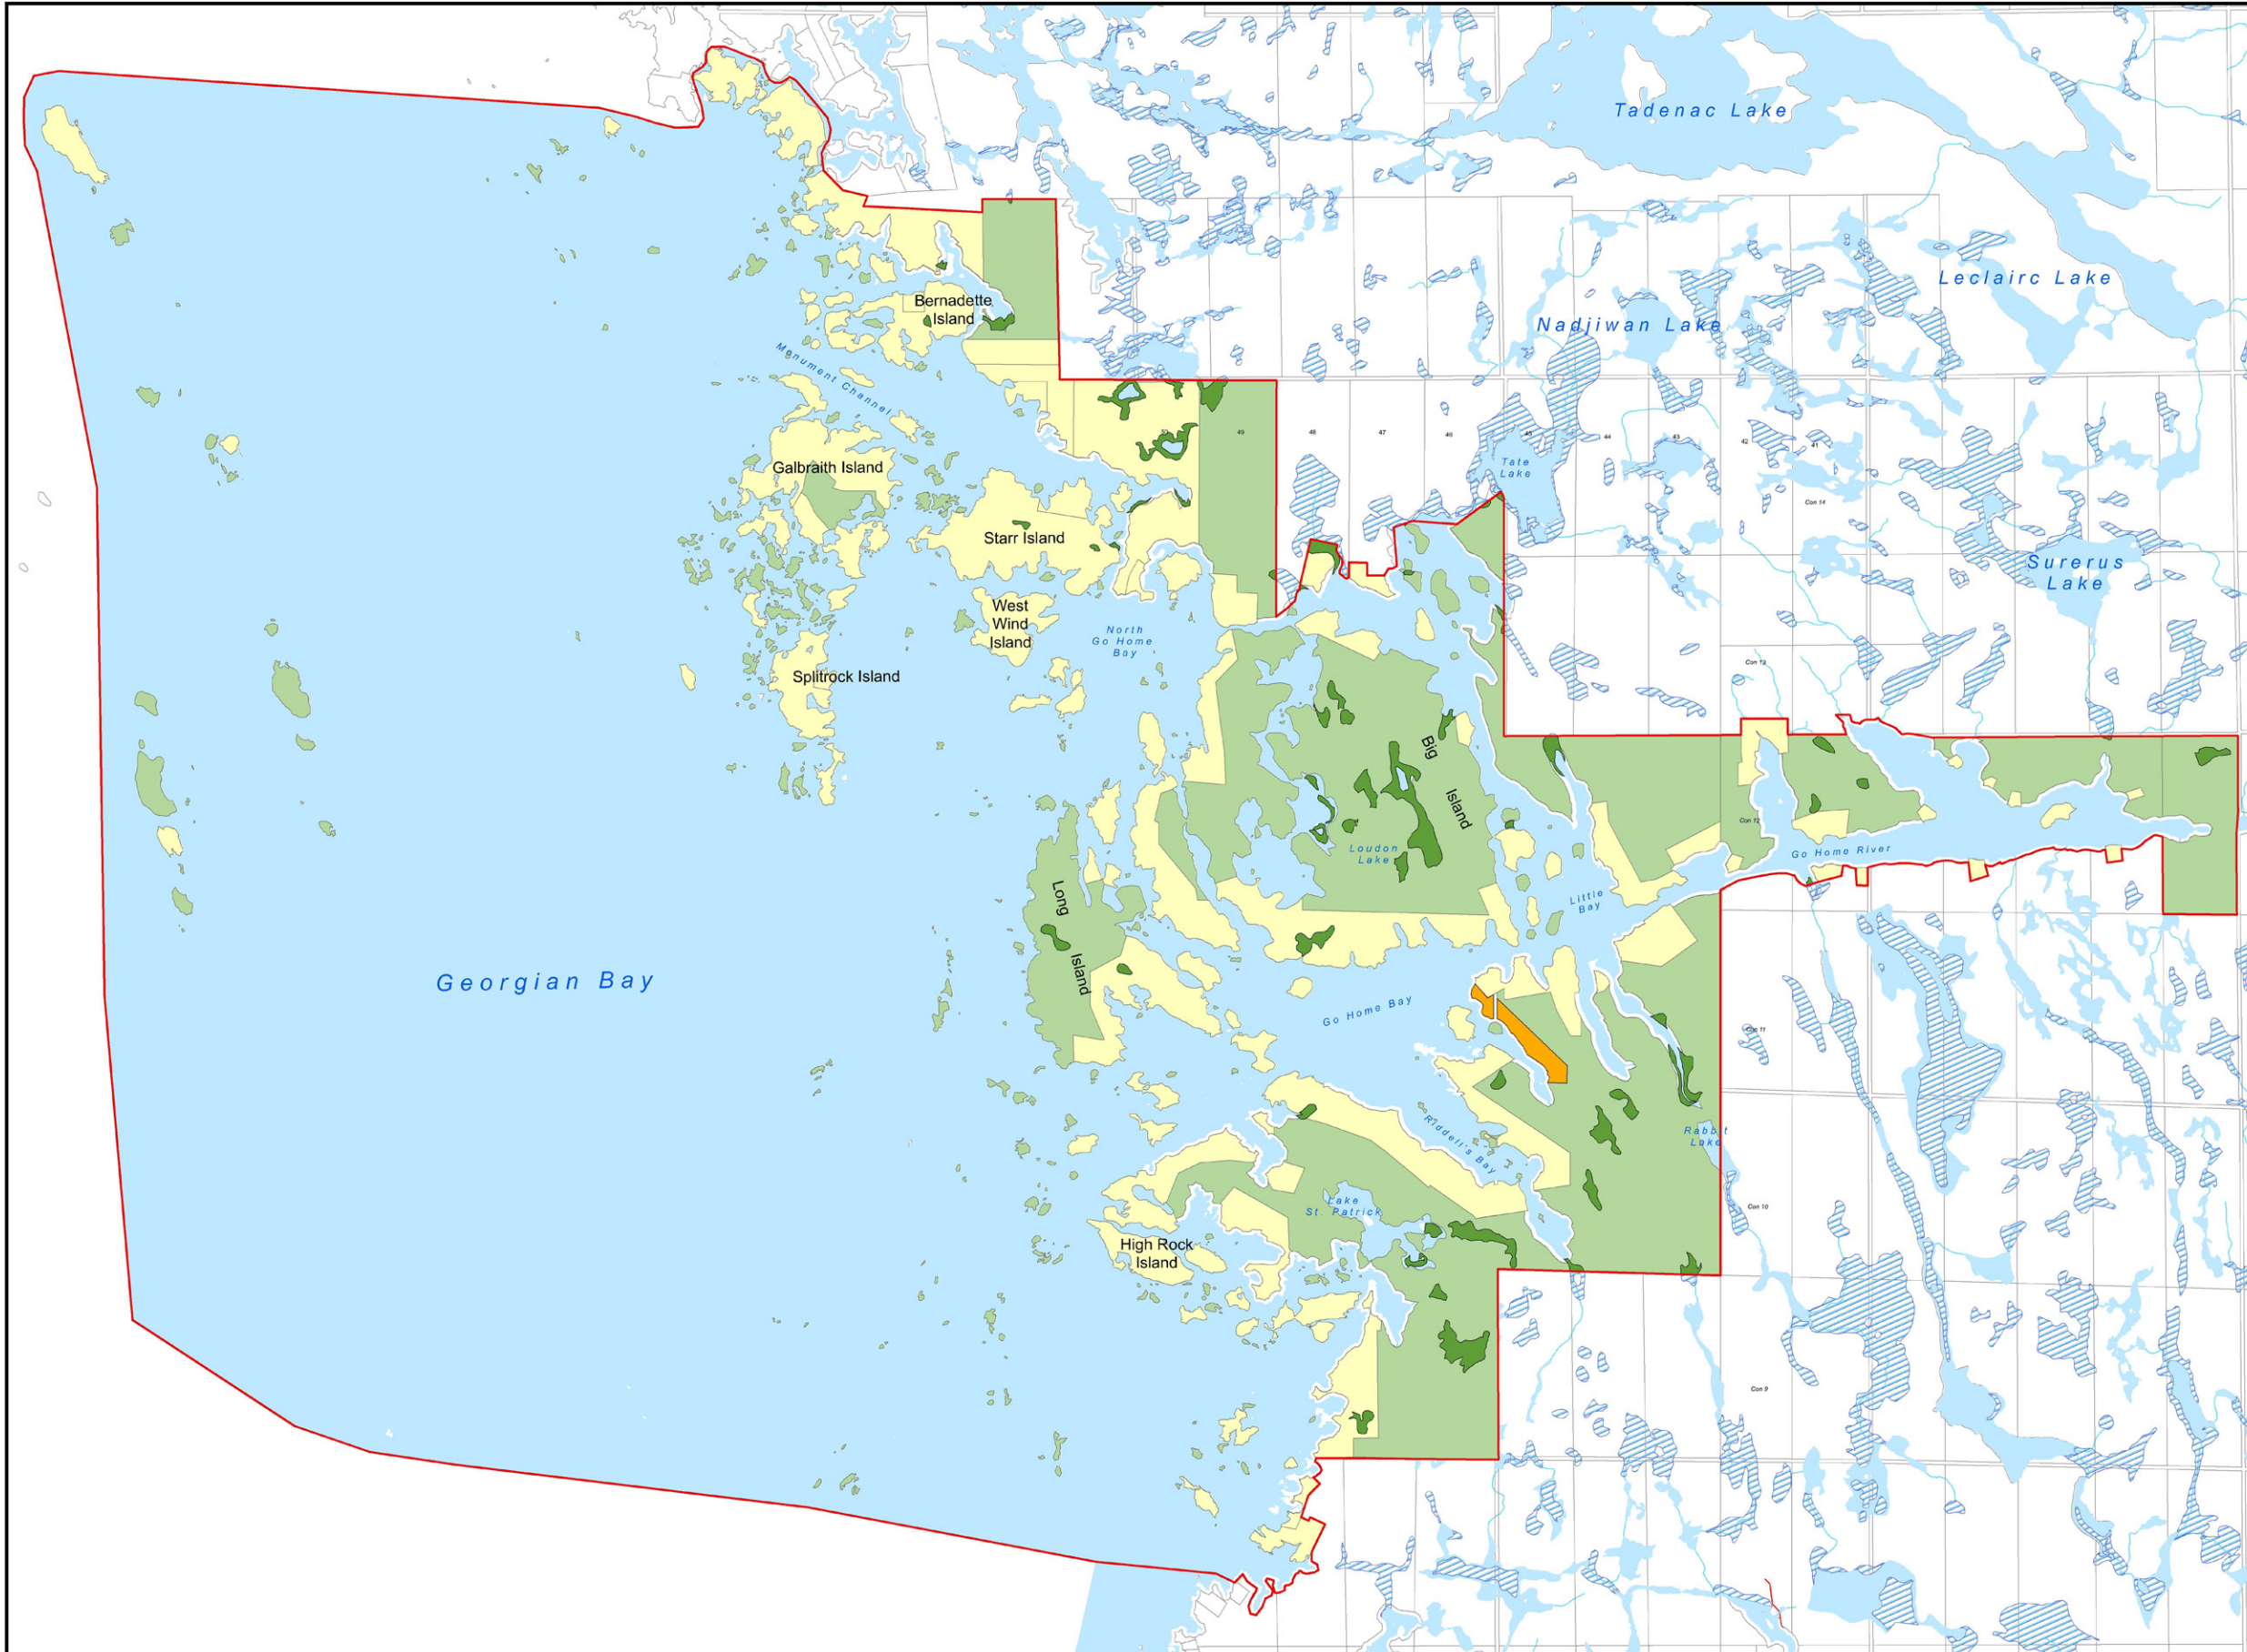 Tadenac Lake
Leclairc Lake
Bernadette
Island
Nadjiwan Lake
Monument Channel
50
49
48
47
46
45
44
43
42
41
Galbraith Island
Tate
Lake
Con 14
Starr Island
Surerus
Lake
West
Wind
Island
North
Go Home
Bay
Con 13
Splitrock Island
Big
Island
Con 12
Loudon
Lake
Go Home River
Long
Island
Little
Bay
Georgian Bay
Go Home Bay
Con 11
Riddell's Bay
Rabbit
Lake
Lake
St. Patrick
Con 10
High Rock
Island
Con 9